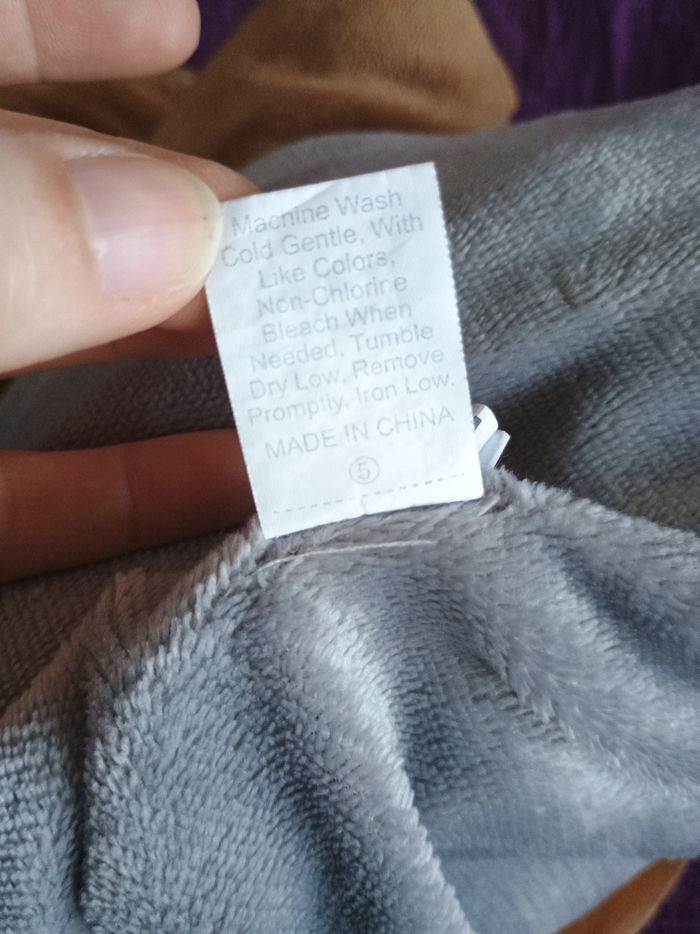 Machine Wash
Cold Gentle, With
Like Colors,
Non-Chlorine
Bleach When
Needed, Tumble
Dry Low, Remove
Promptly, Iron Low.
MADE IN CHINA
5